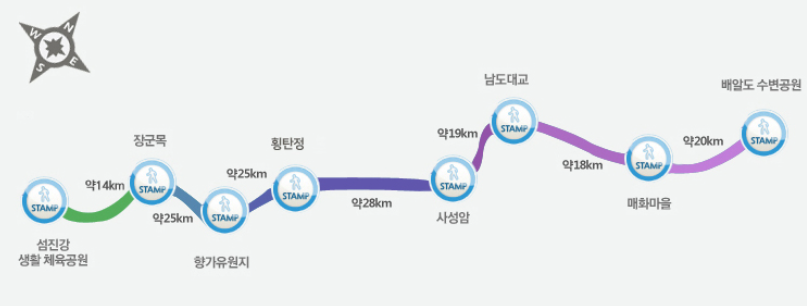 N
W
E
S
남도대교
배알도 수변공원
장군목
횡탄정
약14km
약25km
약25km
약28km
약19km
약18km
약20km
STAMP
STAMP
STAMP
STAMP
STAMP
STAMP
STAMP
STAMP
섬진강
생활 체육공원
향가유원지
사성암
매화마을